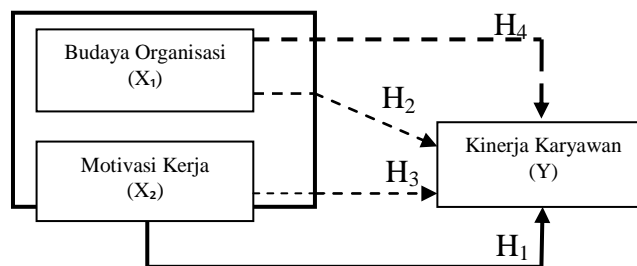 Budaya Organisasi
(X₁)
H₄
H₂
Motivasi Kerja
(X₂)
H₃
Kinerja Karyawan
(Y)
H₁